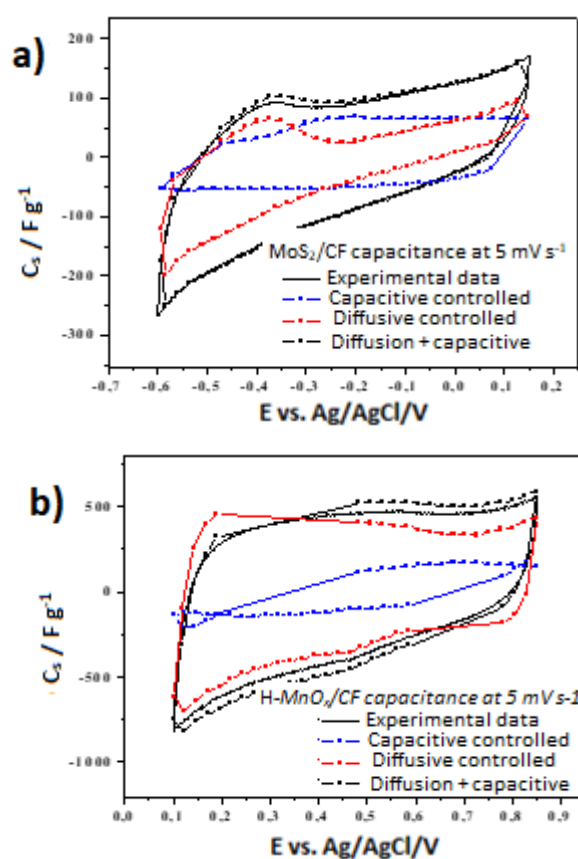 a)
200
100
0
-100
-200
-300
C₅ / F g⁻¹
MoS₂/CF capacitance at 5 mV s⁻¹
Experimental data
Capacitive controlled
Diffusive controlled
Diffusion + capacitive
-0,7 -0,6 -0,5 -0,4 -0,3 -0,2 -0,1 0,0 0,1 0,2
E vs. Ag/AgCl/V
b)
500
0
-500
-1000
C₅ / F g⁻¹
H-MnOₓ/CF capacitance at 5 mV s-1
Experimental data
Capacitive controlled
Diffusive controlled
Diffusion + capacitive
0,0 0,1 0,2 0,3 0,4 0,5 0,6 0,7 0,8 0,9
E vs. Ag/AgCl/V